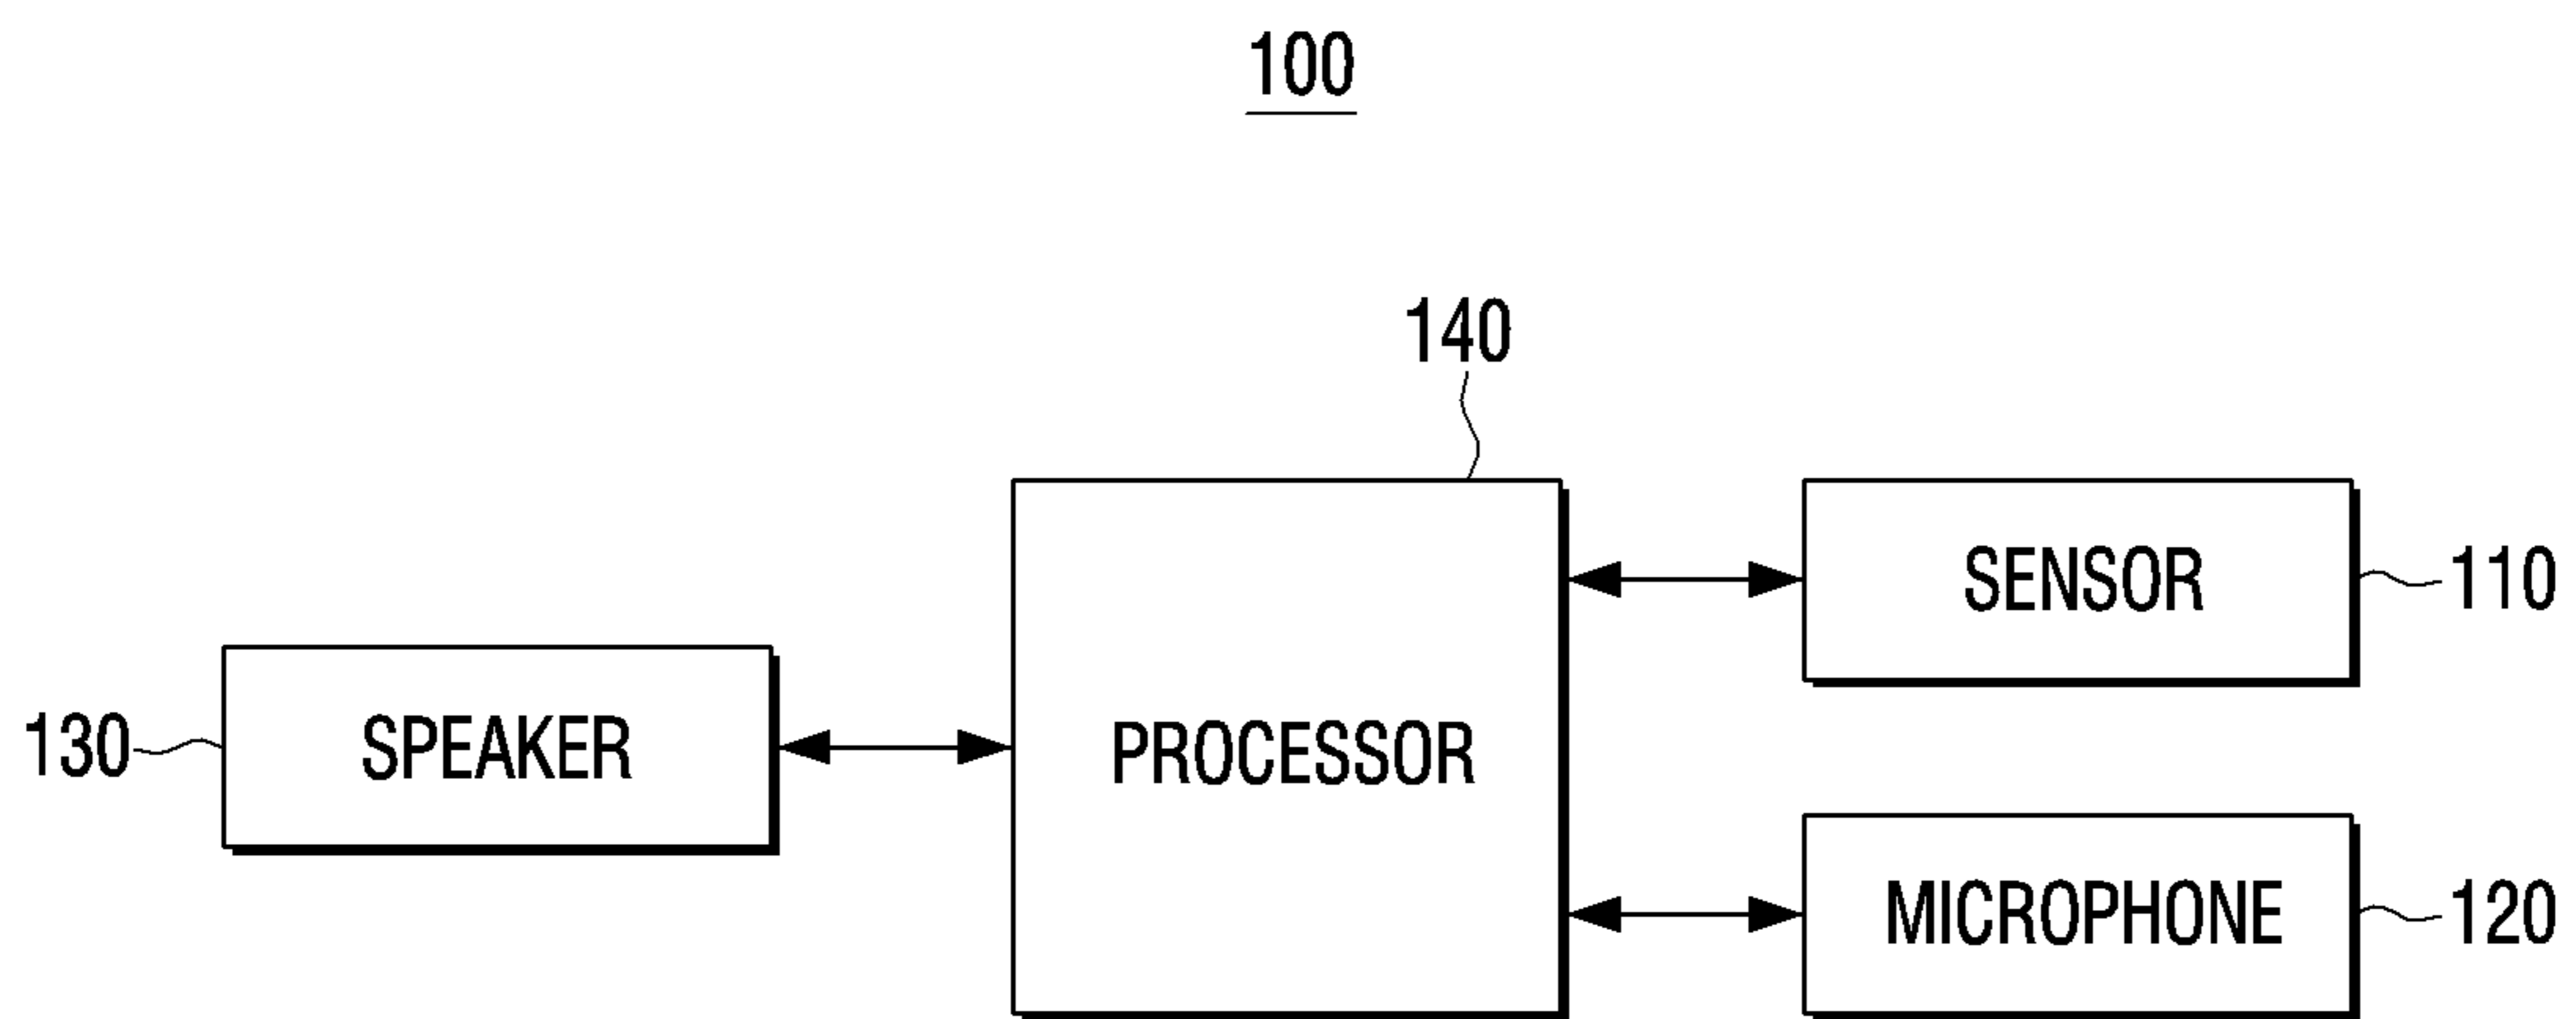 100
140
SENSOR 110
130 SPEAKER PROCESSOR
MICROPHONE 120